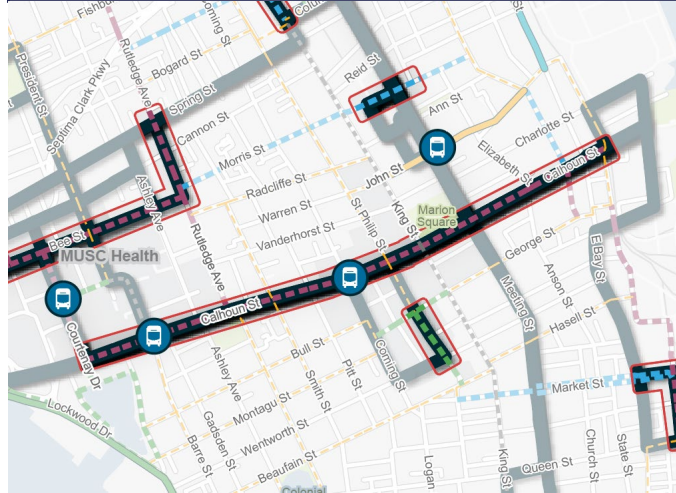 Fishbu
Coming St
Colu
President St
Septima Clark Pkwy
Rutledge Ave
Bogard St
Spring St
Reid St
Cannon St
Ann St
Morris St
Charlotte St
Elizabeth St
John St
Calhoun St
Radcliffe St
Ashley Ave
Warren St
St Philip St
King St
Marion
Square
Vanderhorst St
Bee St
MUSC Health
Rutledge Ave
George St
E Bay St
Meeting St
Anson St
Calhoun St
Hasell St
Courtenay Dr
Bull St
Ashley Ave
Smith St
Pitt St
Coming St
Market St
Lockwood Dr
Montagu St
Gadsden St
Barre St
Wentworth St
Beaufain St
Logan
King St
Church St
State St
Queen St
Colonial